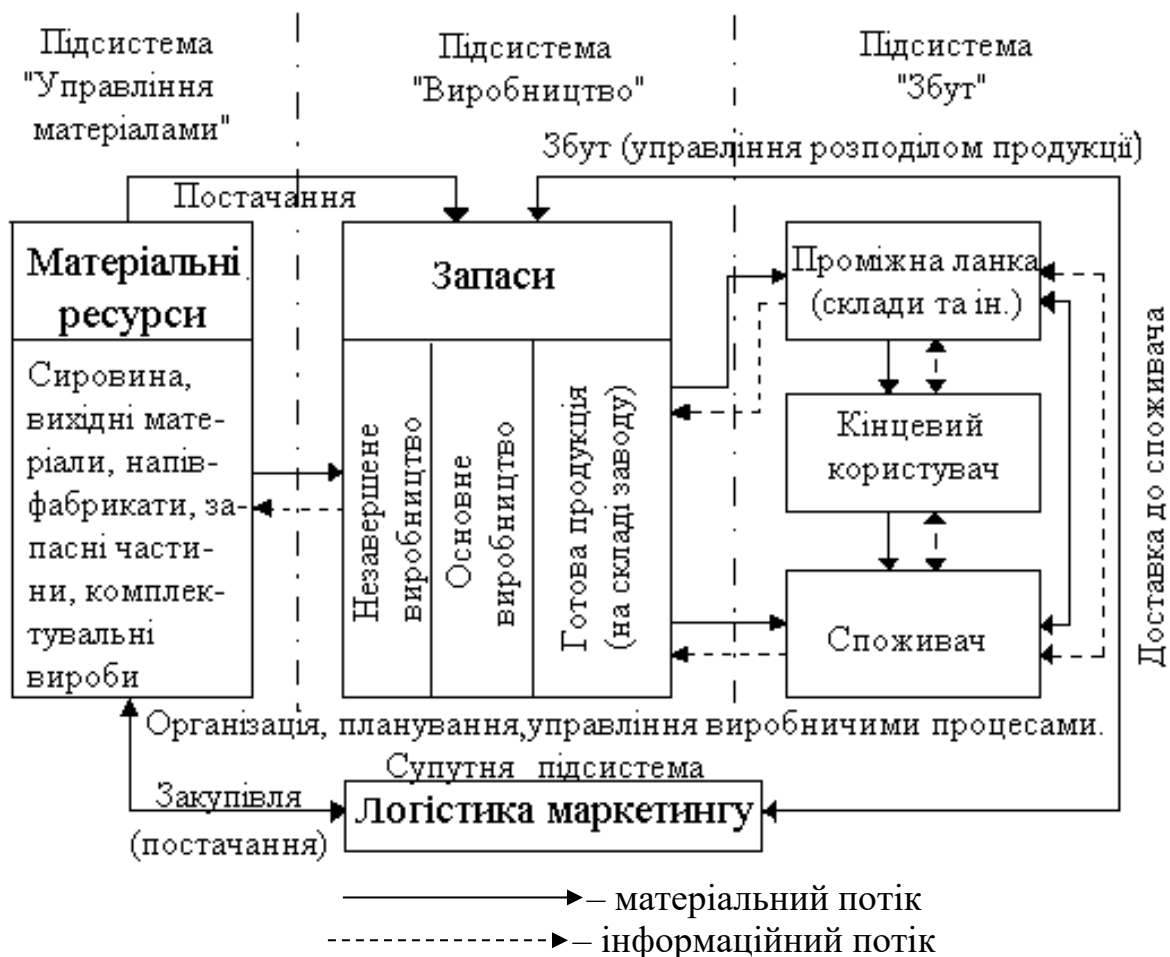 Підсистема
"Управління
матеріалами"
Підсистема
"Виробництво"
Підсистема
"Збут"
Збут (управління розподілом продукції)
Постачання
Матеріальні
ресурси
Сировина,
вихідні мате-
ріали, напів-
фабрикати, за-
пасні части-
ни, комплек-
тувальні
вироби
Запаси
Незавершене
виробництво
Основне
виробництво
Готова продукція
(на складі заводу)
Проміжна ланка
(склади та ін.)
Кінцевий
користувач
Споживач
Доставка до споживача
Організація, планування,управління виробничими процесами.
Супутня підсистема
Логістика маркетингу
Закупівля
(постачання)
– матеріальний потік
– інформаційний потік